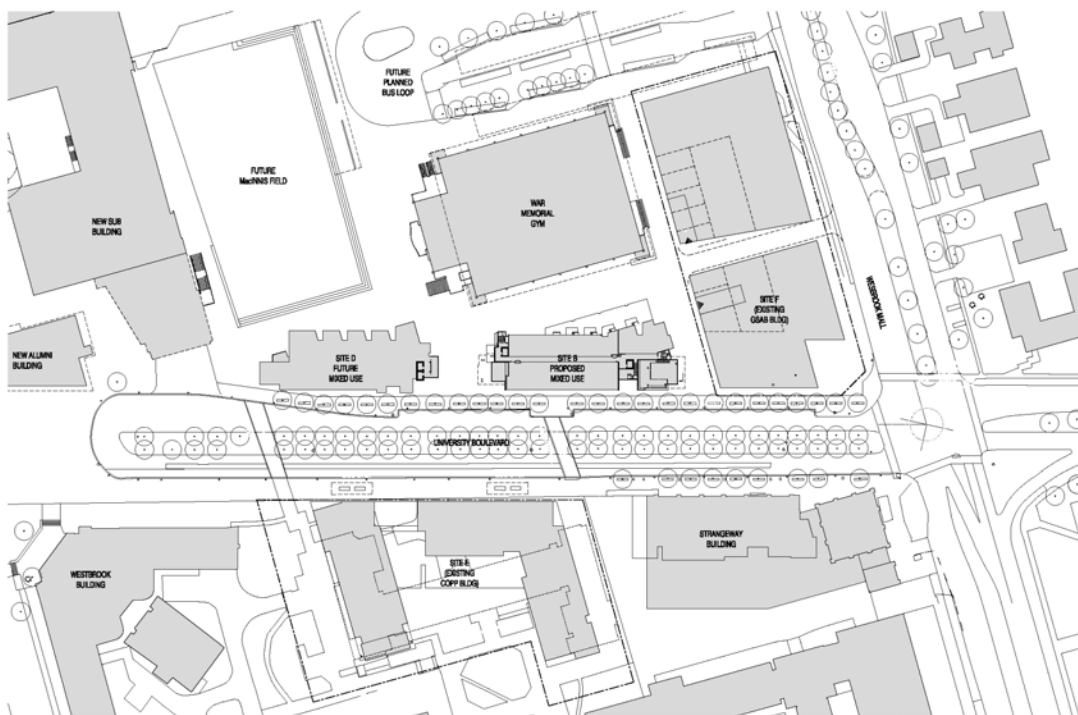 FUTURE
PLANNED
BUS LOOP
FUTURE
MacINNIS FIELD
WAR
MEMORIAL
GYM
NEW SUB
BUILDING
SITE F
(EXISTING
GSAB BLDG)
WESBROOK MALL
NEW ALUMNI
BUILDING
SITE D
FUTURE
MIXED USE
SITE B
PROPOSED
MIXED USE
UNIVERSITY BOULEVARD
STRANGEWAY
BUILDING
SITE E
(EXISTING
COPP BLDG)
WESTBROOK
BUILDING